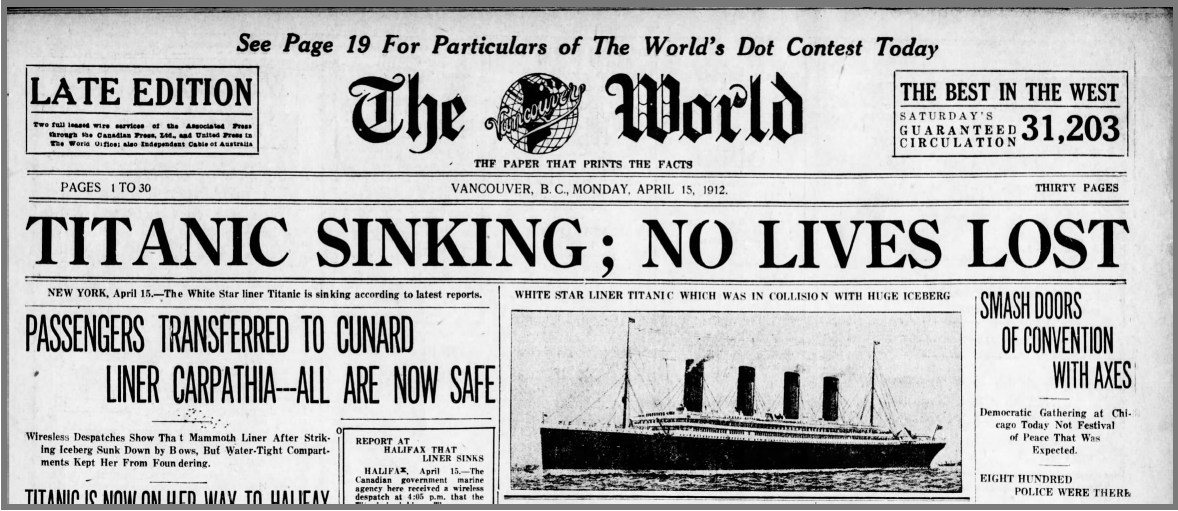 See Page 19 For Particulars of The World's Dot Contest Today
LATE EDITION
Two full leased wire services of the Associated Press
through the Canadian Press, Ltd., and United Press in
The World Office; also Independent Cable of Australia
The Vancouver World
THE PAPER THAT PRINTS THE FACTS
THE BEST IN THE WEST
SATURDAY'S
GUARANTEED
CIRCULATION
31,203
PAGES 1 TO 30
VANCOUVER, B. C., MONDAY, APRIL 15, 1912.
THIRTY PAGES
TITANIC SINKING; NO LIVES LOST
NEW YORK, April 15.—The White Star liner Titanic is sinking according to latest reports.
PASSENGERS TRANSFERRED TO CUNARD
LINER CARPATHIA---ALL ARE NOW SAFE
Wireless Despatches Show That Mammoth Liner After Strik-
ing Iceberg Sunk Down by Bows, But Water-Tight Compart-
ments Kept Her From Foundering.
TITANIC IS NOW ON HER WAY TO HALIFAX
REPORT AT
HALIFAX THAT
LINER SINKS
HALIFAX, April 15.—The
Canadian government marine
agency here received a wireless
despatch at 4:05 p.m. that the
WHITE STAR LINER TITANIC WHICH WAS IN COLLISION WITH HUGE ICEBERG
SMASH DOORS
OF CONVENTION
WITH AXES
Democratic Gathering at Chi-
cago Today Not Festival
of Peace That Was
Expected.
EIGHT HUNDRED
POLICE WERE THERE